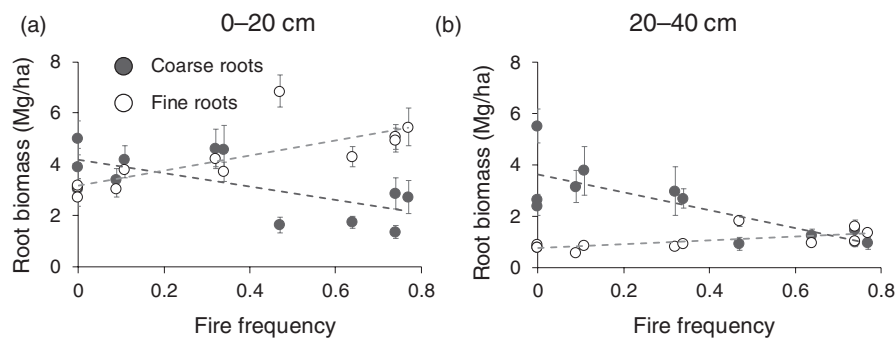 (a)
0–20 cm
Coarse roots
Fine roots
Root biomass (Mg/ha)
8
6
4
2
0
0
0.2
0.4
0.6
0.8
Fire frequency
(b)
20–40 cm
Root biomass (Mg/ha)
8
6
4
2
0
0
0.2
0.4
0.6
0.8
Fire frequency